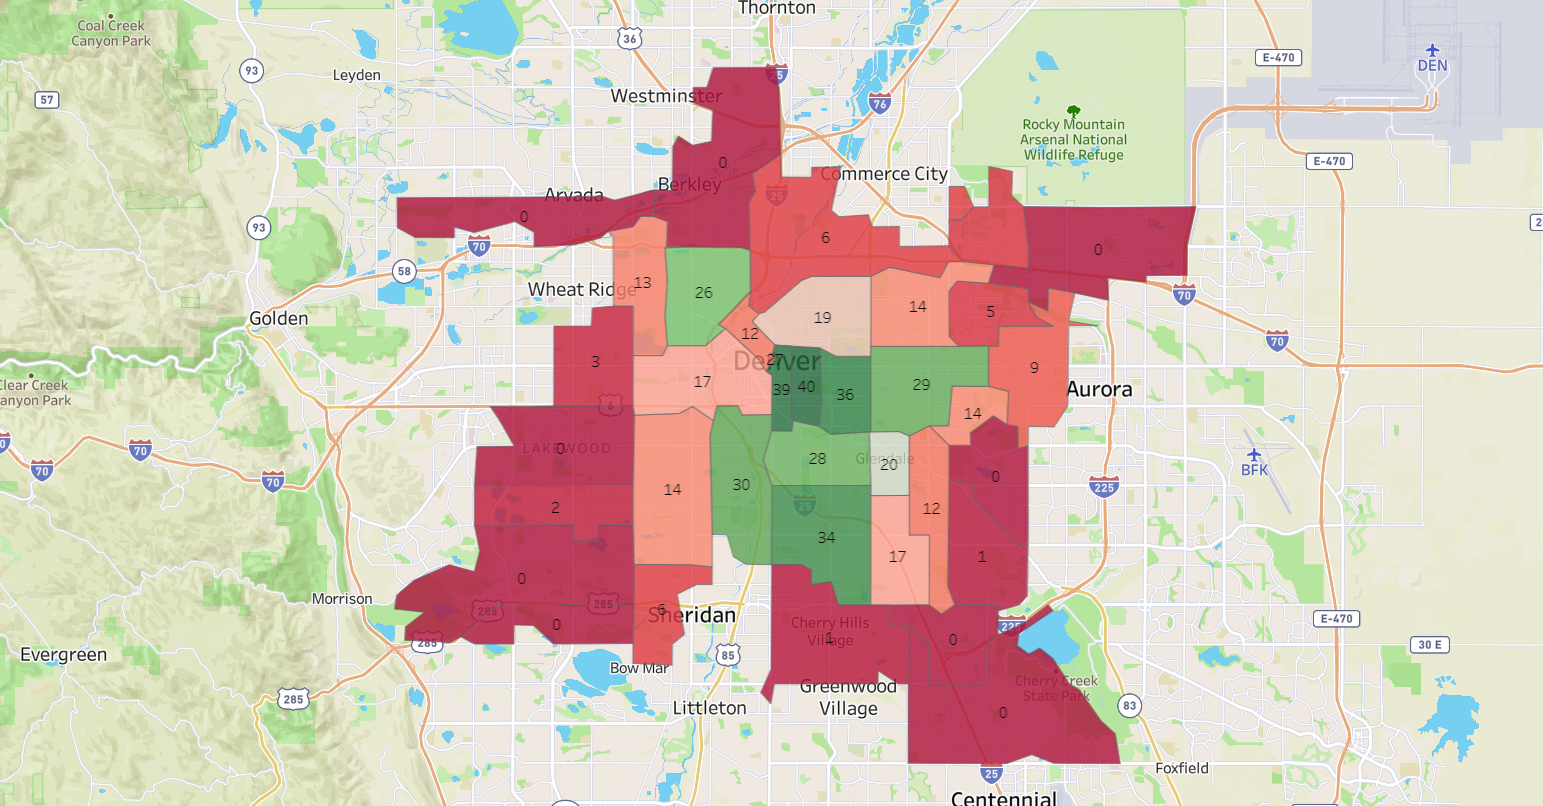 Thornton
Coal Creek
Canyon Park
36
E-470
93
Leyden
25
DEN
57
Westminster
76
Rocky Mountain
Arsenal National
Wildlife Refuge
0
E-470
Commerce City
Berkley
Arvada
25
0
93
6
0
70
58
13
Wheat Ridge
26
70
14
5
Golden
19
12
70
3
Denver
27
9
17
39
40
36
29
Clear Creek
Canyon Park
Aurora
6
14
LAKEWOOD
0
70
70
70
28
Glendale
20
0
BFK
14
30
225
2
25
12
34
17
1
0
Morrison
285
285
6
Sheridan
0
E-470
Cherry Hills
Village
1
225
0
285
30 E
Evergreen
85
Bow Mar
Cherry Creek
State Park
285
Greenwood
Village
Littleton
0
83
25
Foxfield
Centennial